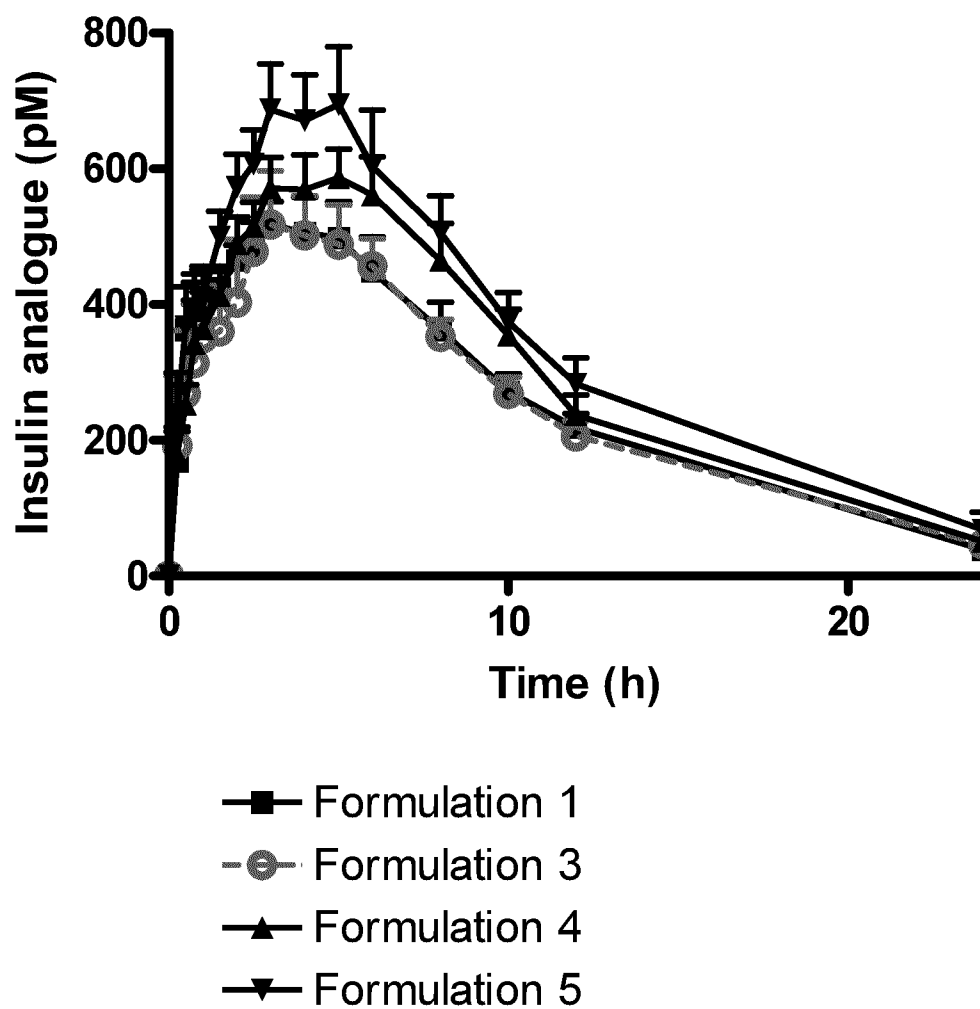 Insulin analogue (pM)
800
600
400
200
0
0
10
20
Time (h)
Formulation 1
Formulation 3
Formulation 4
Formulation 5